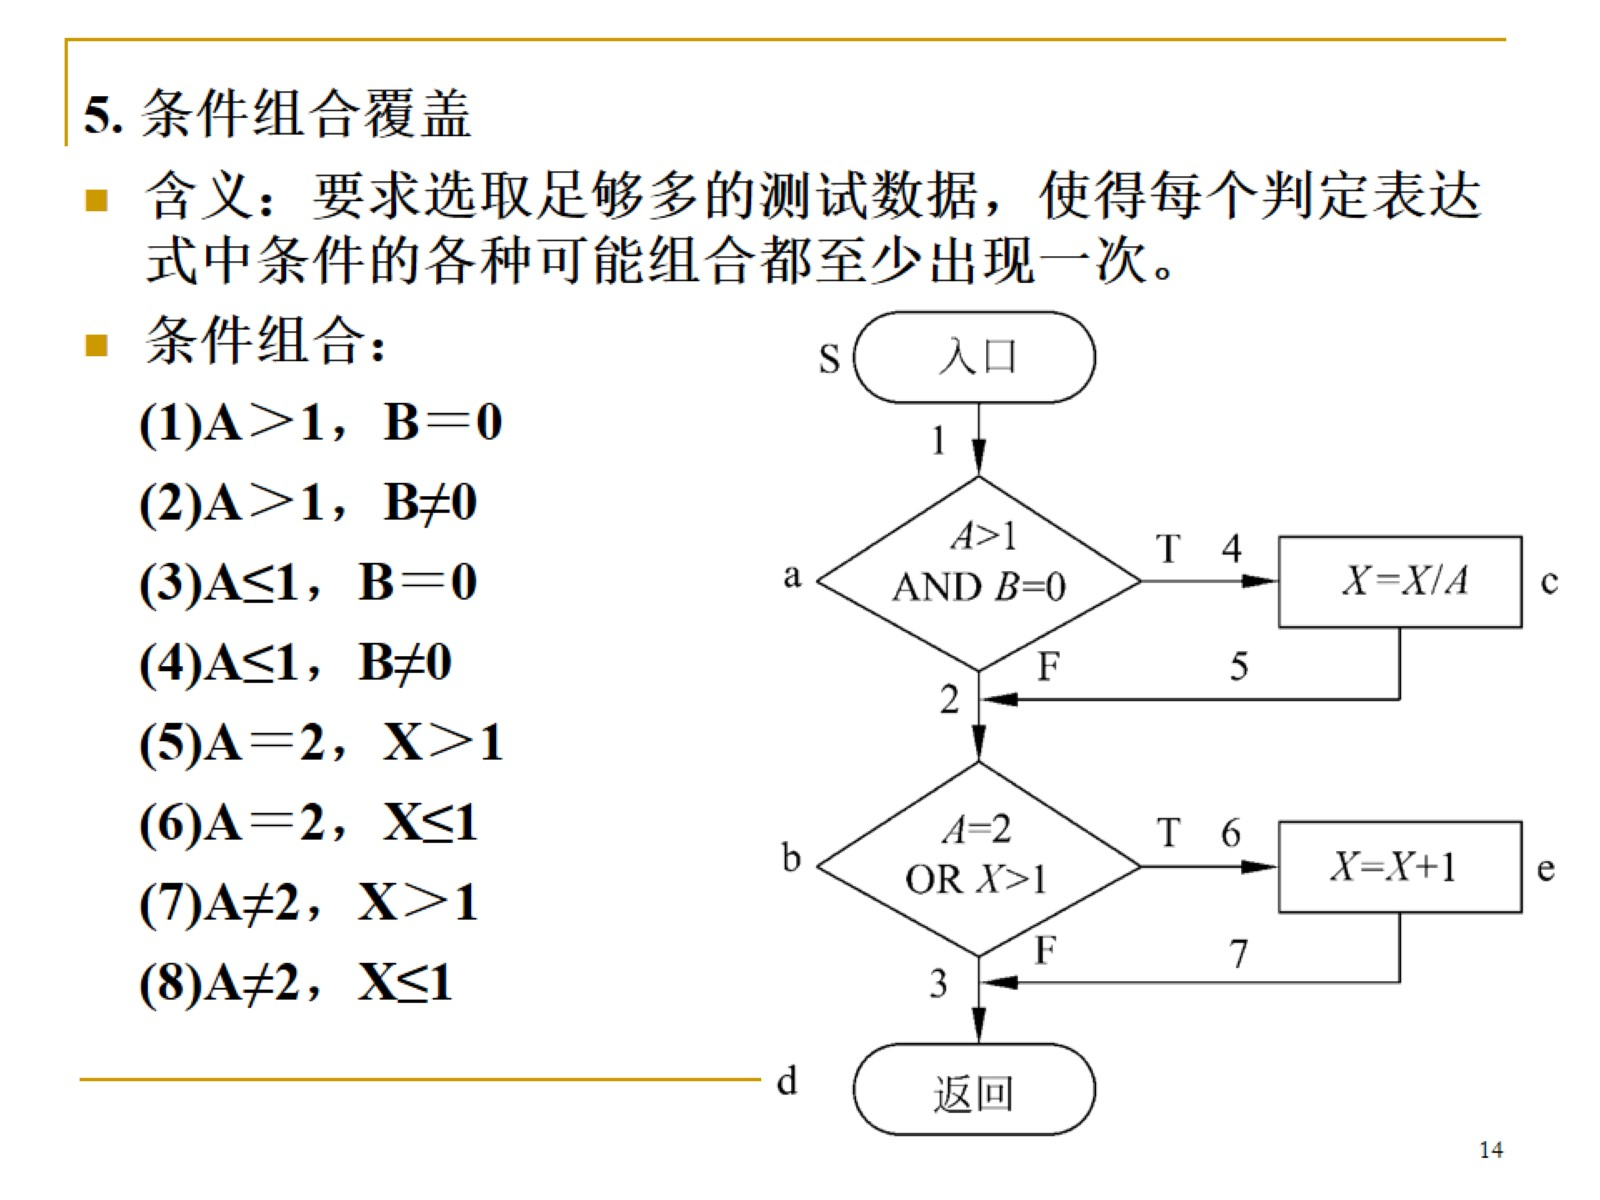 5. 条件组合覆盖
含义：要求选取足够多的测试数据，使得每个判定表达
式中条件的各种可能组合都至少出现一次。
条件组合：
(1)A＞1，B＝0
(2)A＞1，B≠0
(3)A≤1，B＝0
(4)A≤1，B≠0
(5)A＝2，X＞1
(6)A＝2，X≤1
(7)A≠2，X＞1
(8)A≠2，X≤1
S 入口
1
a
A>1
AND B=0
T 4
X=X/A
c
F
5
2
b
A=2
OR X>1
T 6
X=X+1
e
F
7
3
d 返回
14